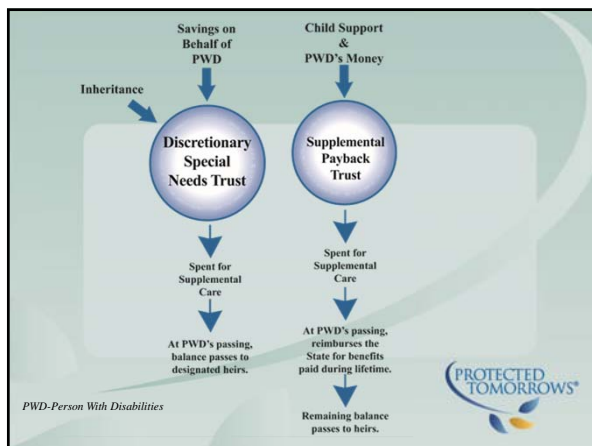 Savings on
Behalf of
PWD
Inheritance
Discretionary
Special
Needs Trust
Spent for
Supplemental
Care
At PWD's passing,
balance passes to
designated heirs.
Child Support
&
PWD's Money
Supplemental
Payback
Trust
Spent for
Supplemental
Care
At PWD's passing,
reimburses the
State for benefits
paid during lifetime.
Remaining balance
passes to heirs.
PWD-Person With Disabilities
PROTECTED
TOMORROWS®